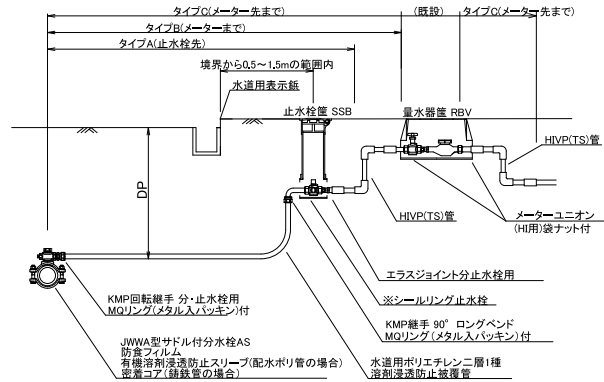 タイプC(メーター先まで)
(既設)
タイプC(メーター先まで)
タイプB(メーターまで)
タイプA(止水栓先)
境界から0.5～1.5mの範囲内
水道用表示鋲
止水栓筐 SSB
量水器筐 RBV
HIVP(TS)管
DP
HIVP(TS)管
メーターユニオン
(HI用)袋ナット付
エラスジョイント分止水栓用
KMP回転継手 分・止水栓用
MQリング(メタル入パッキン)付
※シールリング止水栓
KMP継手 90° ロングベンド
MQリング(メタル入パッキン)付
JWWA型サドル付分水栓AS
防食フィルム
有機溶剤浸透防止スリーブ(配水ポリ管の場合)
密着コア(鋳鉄管の場合)
水道用ポリエチレン二層1種
溶剤浸透防止被覆管